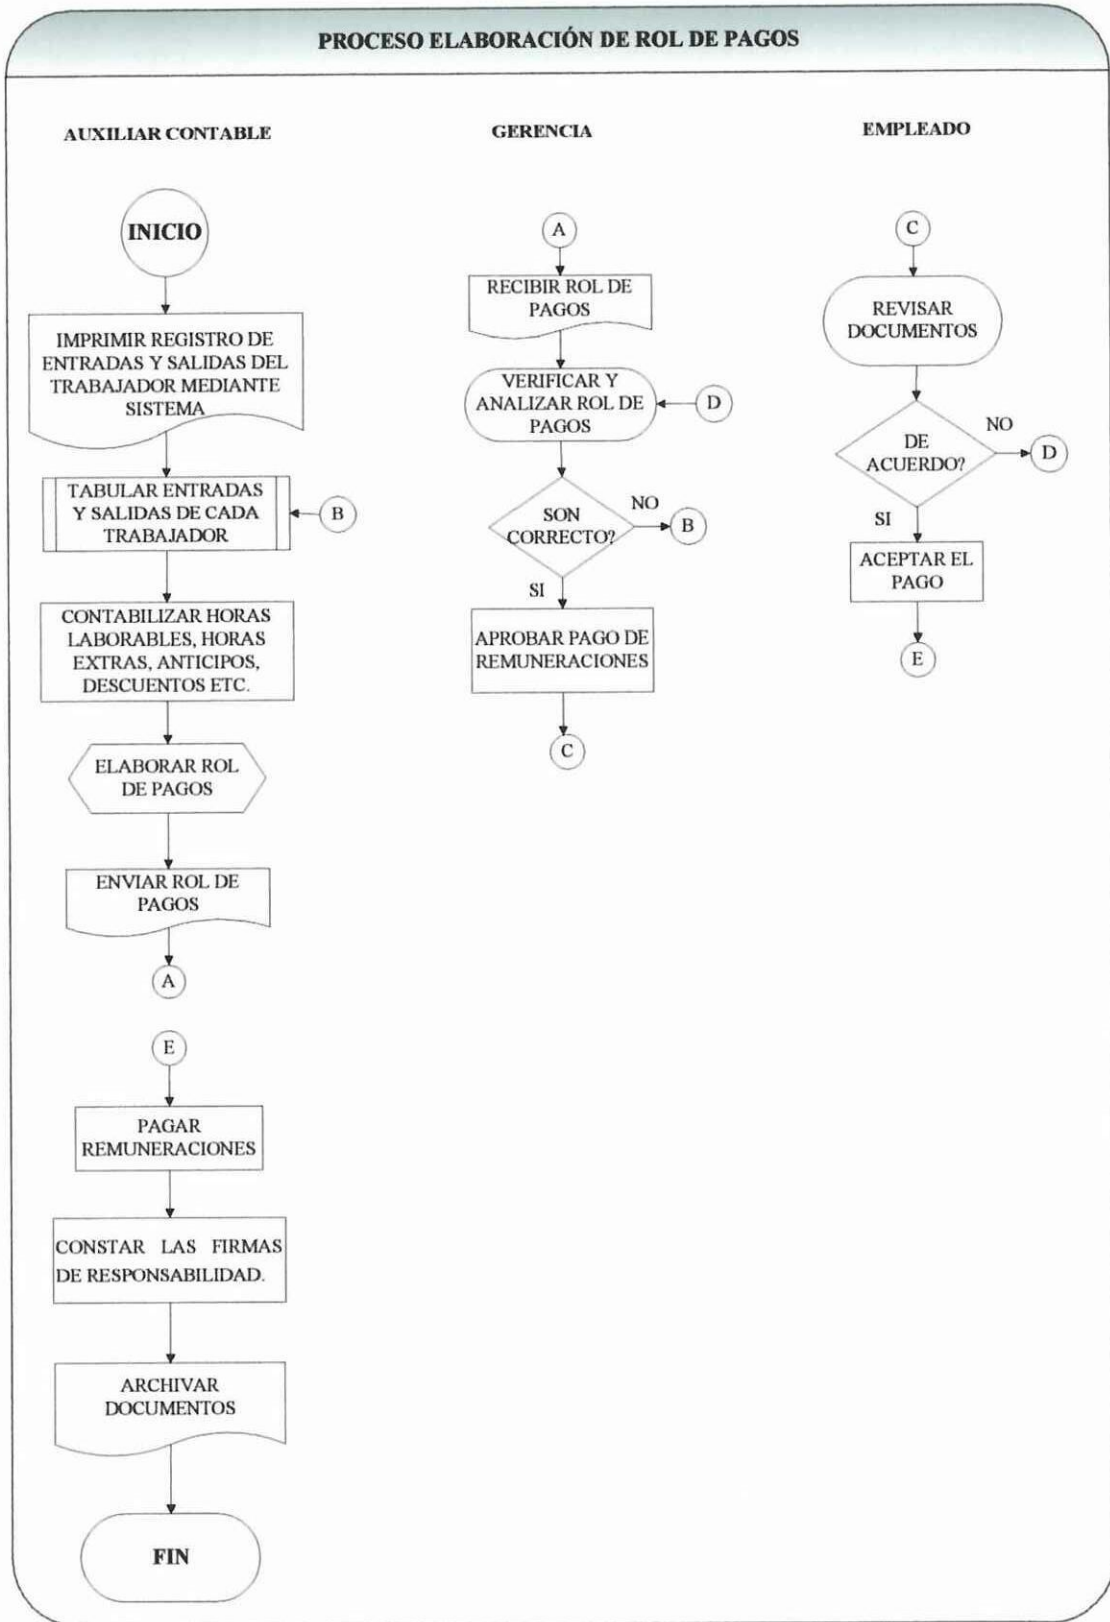 PROCESO ELABORACIÓN DE ROL DE PAGOS
AUXILIAR CONTABLE
INICIO
IMPRIMIR REGISTRO DE
ENTRADAS Y SALIDAS DEL
TRABAJADOR MEDIANTE
SISTEMA
TABULAR ENTRADAS
Y SALIDAS DE CADA
TRABAJADOR
B
CONTABILIZAR HORAS
LABORABLES, HORAS
EXTRAS, ANTICIPOS,
DESCUENTOS ETC.
ELABORAR ROL
DE PAGOS
ENVIAR ROL DE
PAGOS
A
E
PAGAR
REMUNERACIONES
CONSTAR LAS FIRMAS
DE RESPONSABILIDAD.
ARCHIVAR
DOCUMENTOS
FIN
GERENCIA
A
RECIBIR ROL DE
PAGOS
VERIFICAR Y
ANALIZAR ROL DE
PAGOS
D
SON
CORRECTO?
NO
B
SI
APROBAR PAGO DE
REMUNERACIONES
C
EMPLEADO
C
REVISAR
DOCUMENTOS
DE
ACUERDO?
NO
D
SI
ACEPTAR EL
PAGO
E